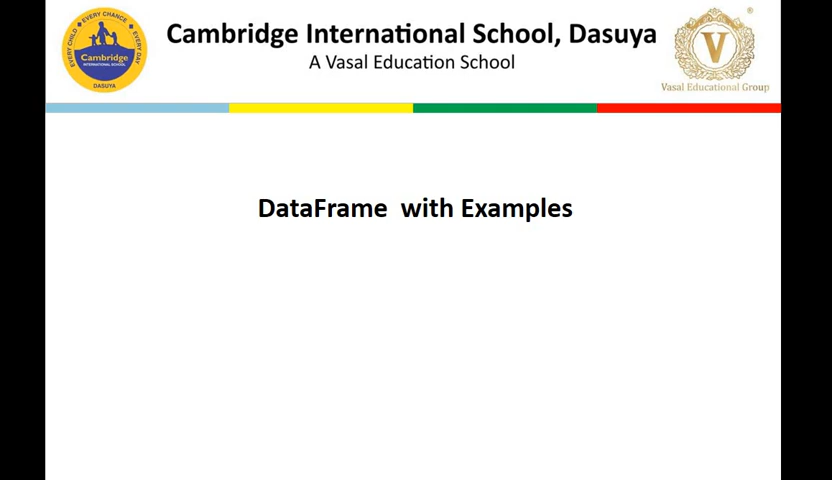 EVERY CHILD ◆ EVERY CHANCE ◆ EVERY DAY
Cambridge
INTERNATIONAL SCHOOL
DASUYA
Cambridge International School, Dasuya
A Vasal Education School
V
®
Vasal Educational Group
DataFrame with Examples